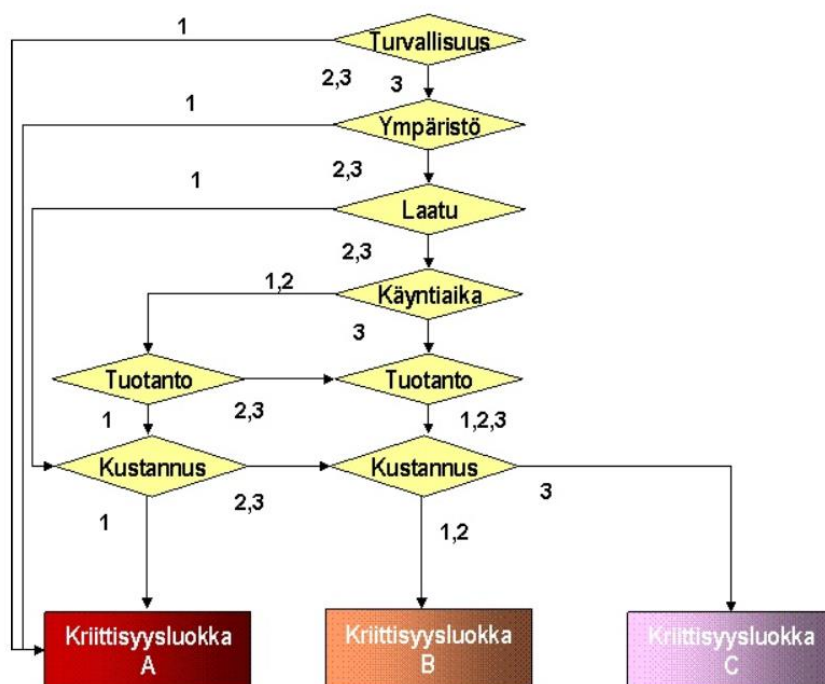 1
Turvallisuus
2,3
3
1
Ympäristö
2,3
1
Laatu
2,3
1,2
Käyntiaika
3
Tuotanto
Tuotanto
1
2,3
1,2,3
Kustannus
Kustannus
3
1
2,3
1,2
Kriittisyysluokka
A
Kriittisyysluokka
B
Kriittisyysluokka
C